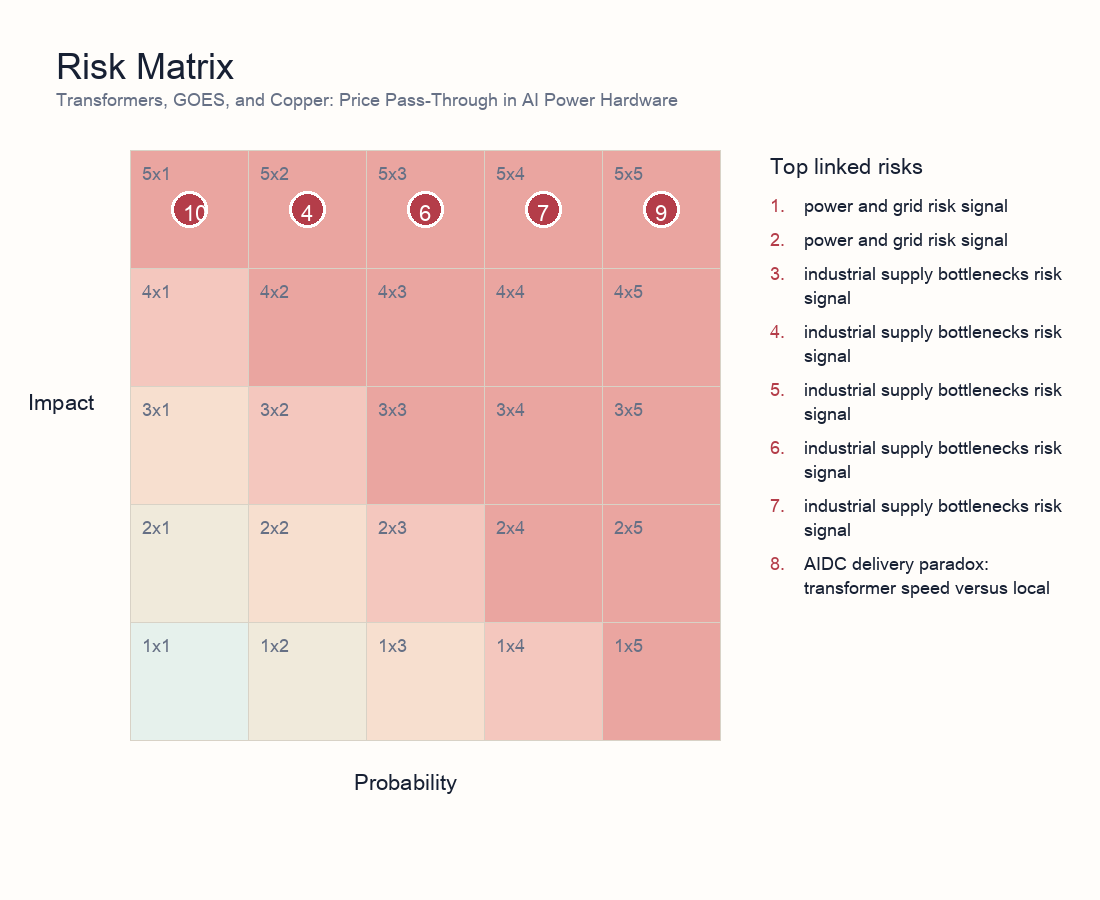 Risk Matrix
Transformers, GOES, and Copper: Price Pass-Through in AI Power Hardware
5x1
5x2
5x3
5x4
5x5
10
4
6
7
9
4x1
4x2
4x3
4x4
4x5
3x1
3x2
3x3
3x4
3x5
2x1
2x2
2x3
2x4
2x5
1x1
1x2
1x3
1x4
1x5
Impact
Probability
Top linked risks
1. power and grid risk signal
2. power and grid risk signal
3. industrial supply bottlenecks risk
signal
4. industrial supply bottlenecks risk
signal
5. industrial supply bottlenecks risk
signal
6. industrial supply bottlenecks risk
signal
7. industrial supply bottlenecks risk
signal
8. AIDC delivery paradox:
transformer speed versus local